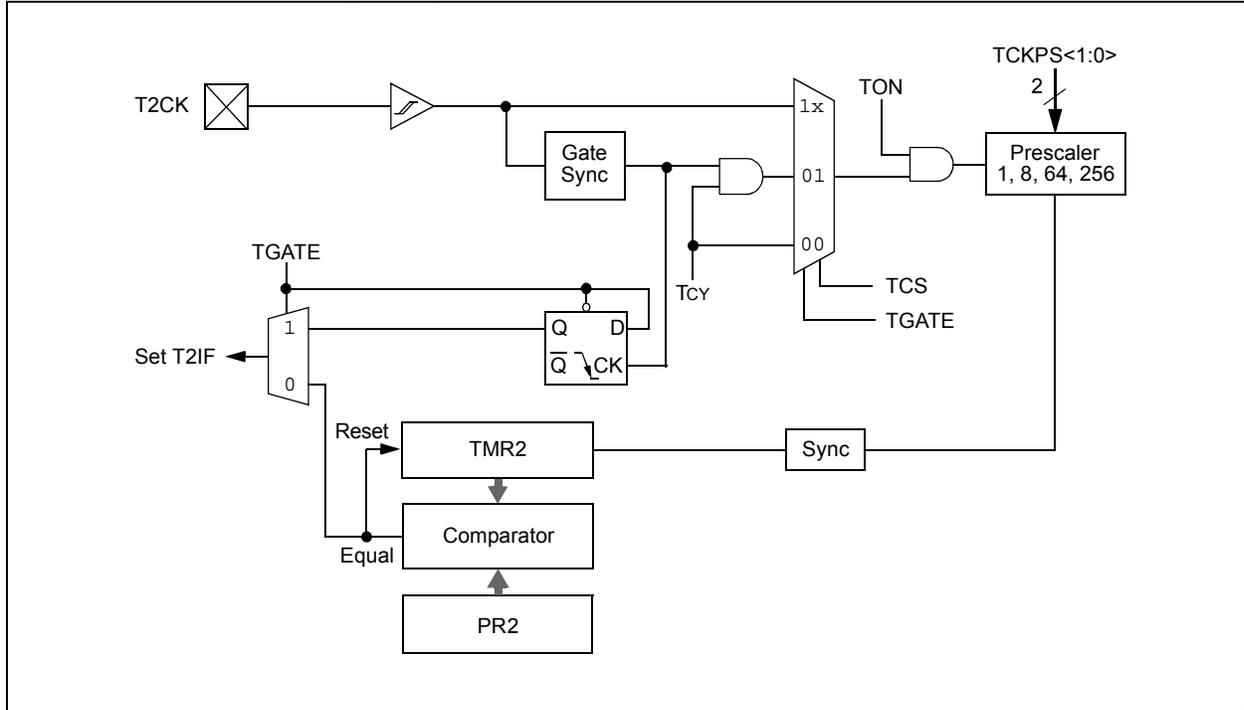 TCKPS<1:0>
2
TON
T2CK
1x
Gate
Sync
Prescaler
1, 8, 64, 256
01
00
TGATE
TCY
TCS
TGATE
1
Q
D
Set T2IF
Q
CK
0
Reset
TMR2
Sync
Equal
Comparator
PR2